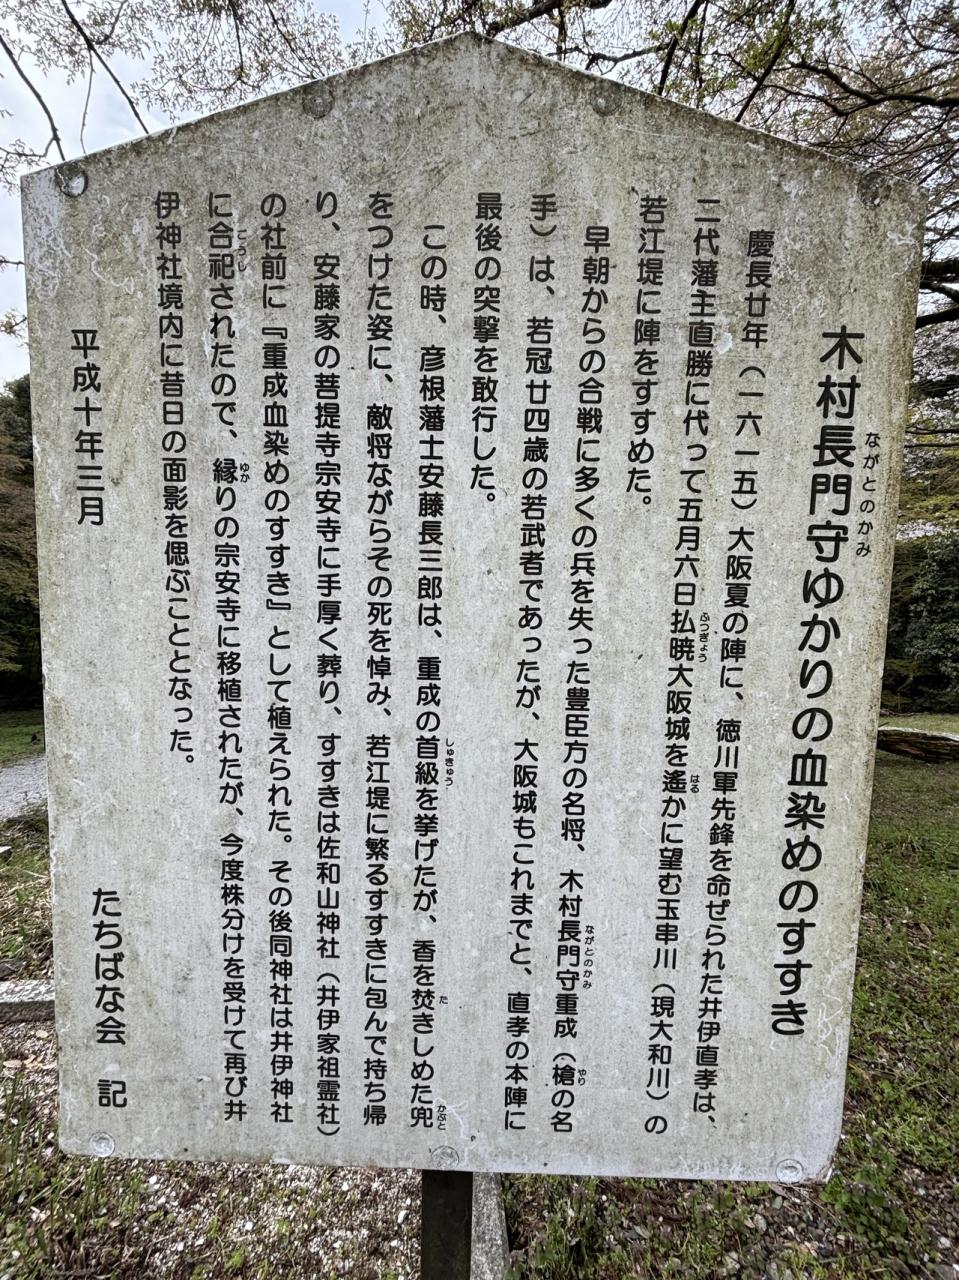 木村長門守ゆかりの血染めのすすき
ながとのかみ
慶長廿年(一六一五)大阪夏の陣に、徳川軍先鋒を命ぜられた井伊直孝は、
二代藩主直勝に代って五月六日払暁大阪城を遙かに望む玉串川(現大和川)の
ふつぎょう
はる
若江堤に陣をすすめた。
早朝からの合戦に多くの兵を失った豊臣方の名将、木村長門守重成(槍の名
ながとのかみ
やり
手)は、若冠廿四歳の若武者であったが、大阪城もこれまでと、直孝の本陣に
最後の突撃を敢行した。
この時、彦根藩士安藤長三郎は、重成の首級を挙げたが、香を焚きしめた兜
しゅきゅう
た
かぶと
をつけた姿に、敵将ながらその死を悼み、若江堤に繁るすすきに包んで持ち帰
り、安藤家の菩提寺宗安寺に手厚く葬り、すすきは佐和山神社(井伊家祖霊社)
の社前に『重成血染めのすすき』として植えられた。その後同神社は井伊神社
に合祀されたので、縁りの宗安寺に移植されたが、今度株分けを受けて再び井
ごうし
ゆか
伊神社境内に昔日の面影を偲ぶこととなった。
平成十年三月
たちばな会 記